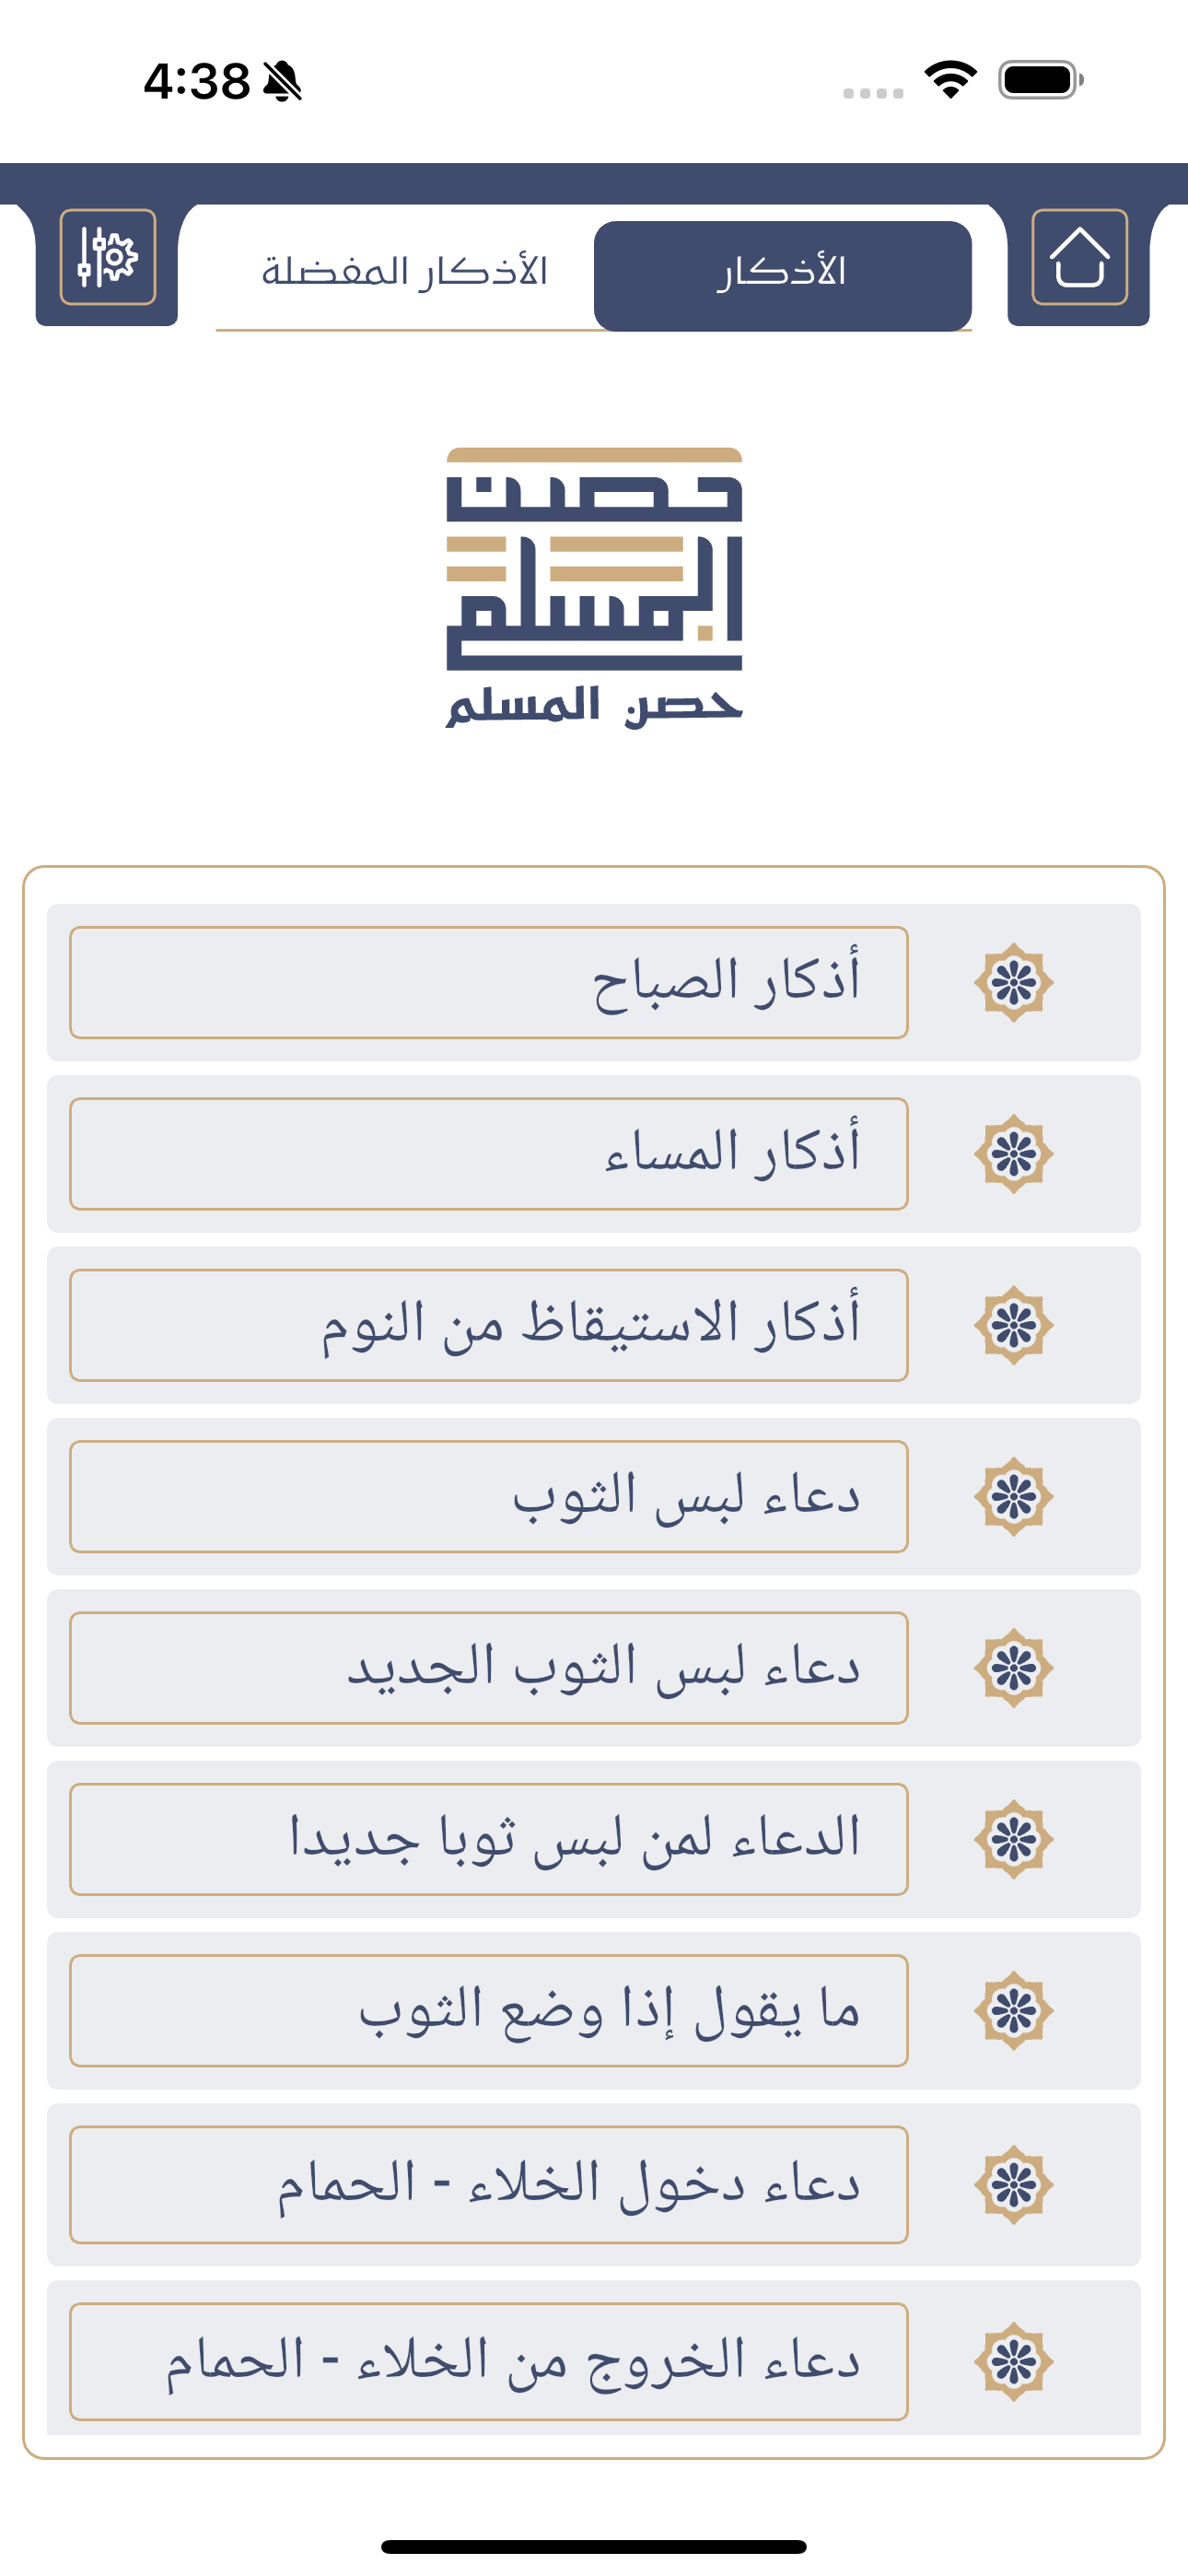 4:38
الأذكار
الأذكار المفضلة
حصن
المسلم
حصن المسلم
أذكار الصباح
أذكار المساء
أذكار الاستيقاظ من النوم
دعاء لبس الثوب
دعاء لبس الثوب الجديد
الدعاء لمن لبس ثوبا جديدا
ما يقول إذا وضع الثوب
دعاء دخول الخلاء - الحمام
دعاء الخروج من الخلاء - الحمام